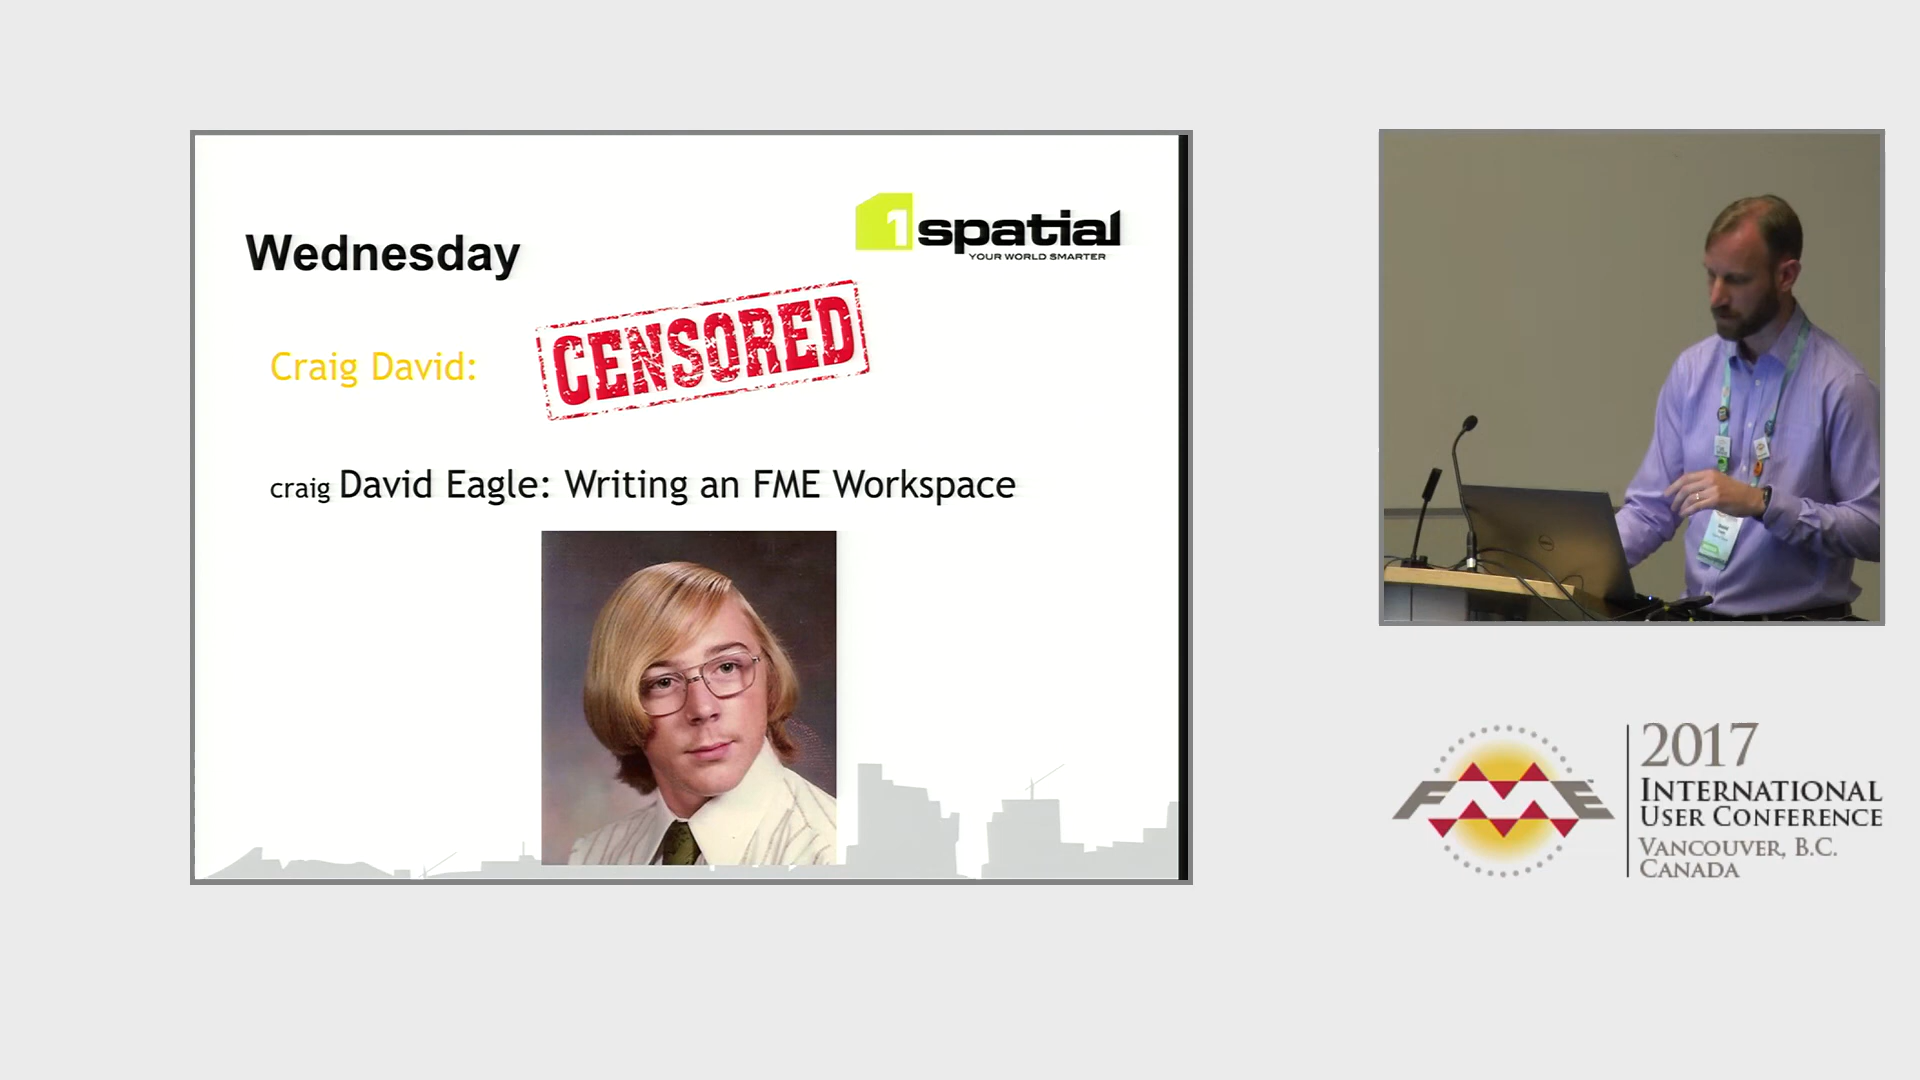 Wednesday
1spatial
YOUR WORLD SMARTER
Craig David:
CENSORED
craig David Eagle: Writing an FME Workspace
FME
2017
INTERNATIONAL
USER CONFERENCE
VANCOUVER, B.C.
CANADA